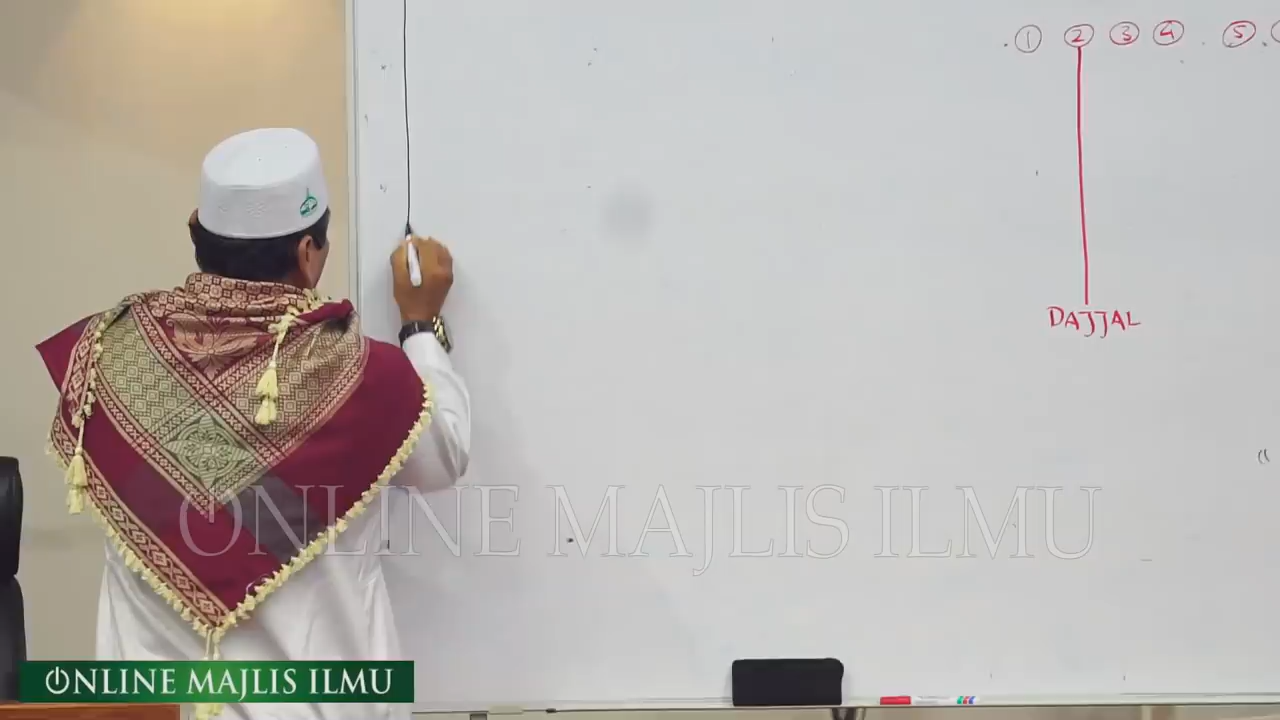 ① ② ③ ④ ⑤
DAJJAL
ONLINE MAJLIS ILMU
ONLINE MAJLIS ILMU